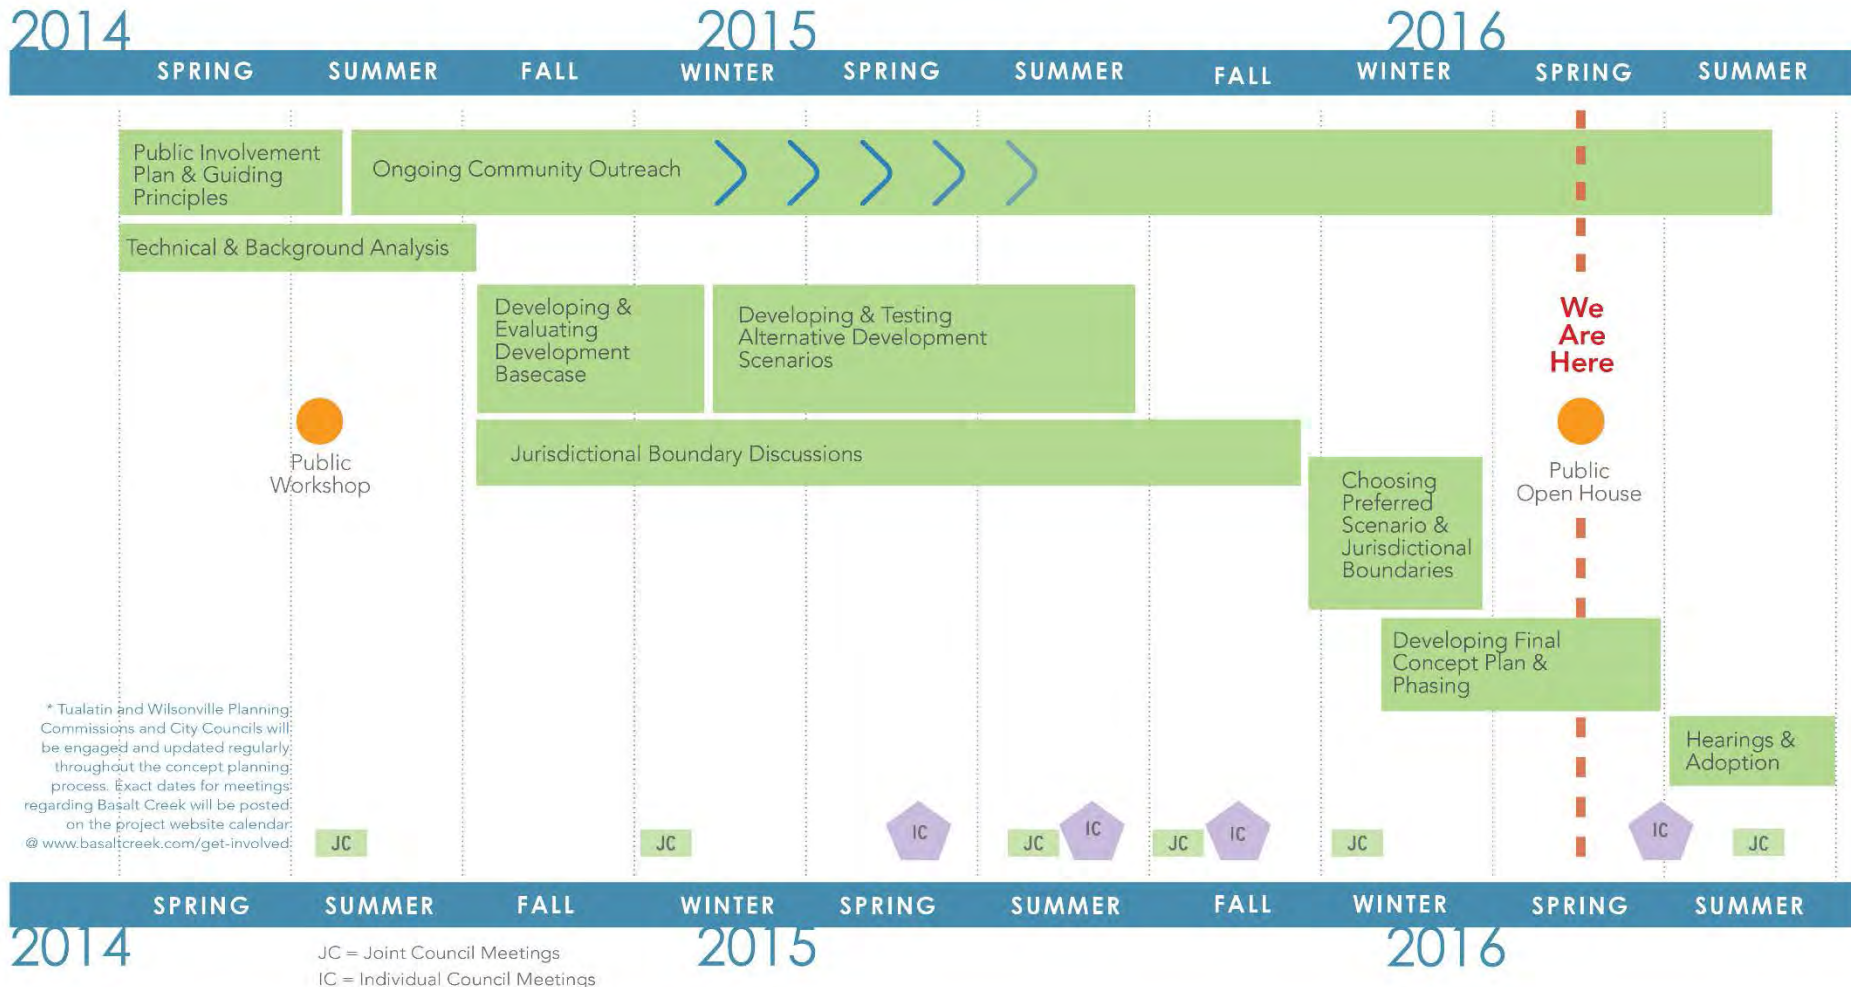 2014
2015
2016
SPRING
SUMMER
FALL
WINTER
SPRING
SUMMER
FALL
WINTER
SPRING
SUMMER
Public Involvement
Plan & Guiding
Principles
Ongoing Community Outreach
Technical & Background Analysis
Developing &
Evaluating
Development
Basecase
Developing & Testing
Alternative Development
Scenarios
We
Are
Here
Public
Workshop
Jurisdictional Boundary Discussions
Choosing
Preferred
Scenario &
Jurisdictional
Boundaries
Public
Open House
Developing Final
Concept Plan &
Phasing
Hearings &
Adoption
* Tualatin and Wilsonville Planning
Commissions and City Councils will
be engaged and updated regularly
throughout the concept planning
process. Exact dates for meetings
regarding Basalt Creek will be posted
on the project website calendar
@ www.basaltcreek.com/get-involved
JC
JC
IC
JC
IC
JC
IC
JC
IC
JC
SPRING
SUMMER
FALL
WINTER
SPRING
SUMMER
FALL
WINTER
SPRING
SUMMER
2014
2015
2016
JC = Joint Council Meetings
IC = Individual Council Meetings